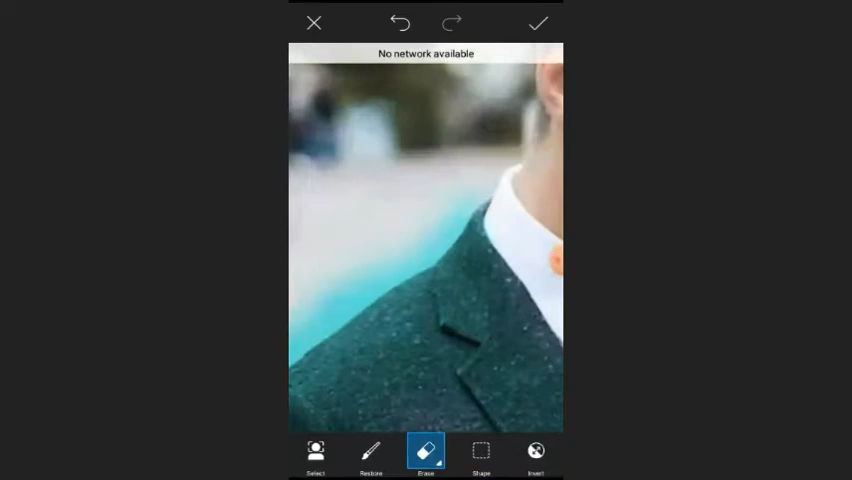 No network available
Select
Restore
Erase
Shape
Invert